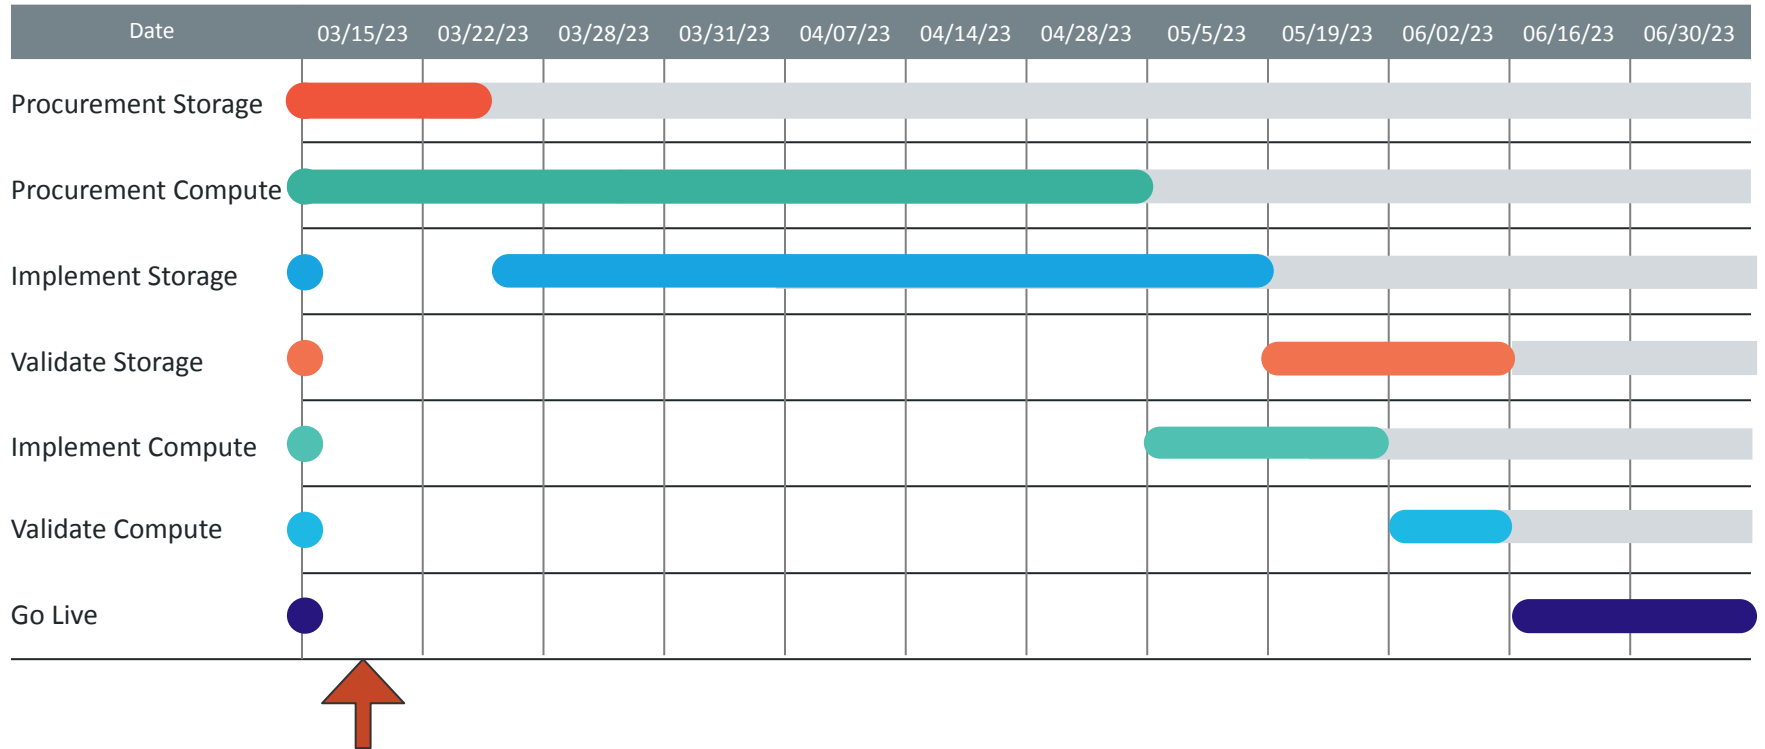 Date 03/15/23 03/22/23 03/28/23 03/31/23 04/07/23 04/14/23 04/28/23 05/5/23 05/19/23 06/02/23 06/16/23 06/30/23
Procurement Storage
Procurement Compute
Implement Storage
Validate Storage
Implement Compute
Validate Compute
Go Live